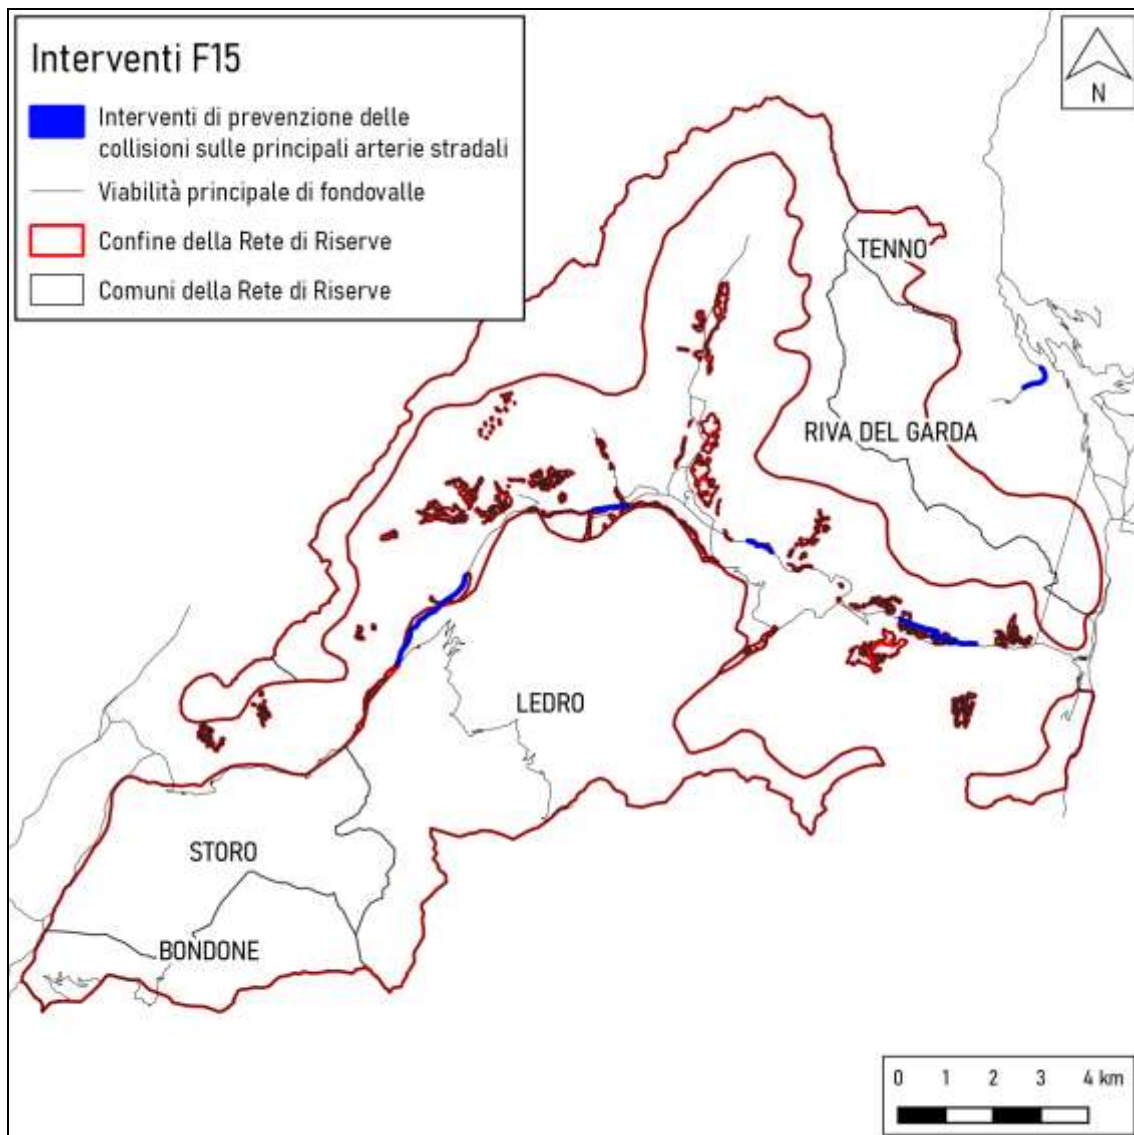 Interventi F15
Interventi di prevenzione delle
collisioni sulle principali arterie stradali
Viabilità principale di fondovalle
Confine della Rete di Riserve
Comuni della Rete di Riserve
N
TENNO
RIVA DEL GARDA
LEDRO
STORO
BONDONE
0 1 2 3 4 km